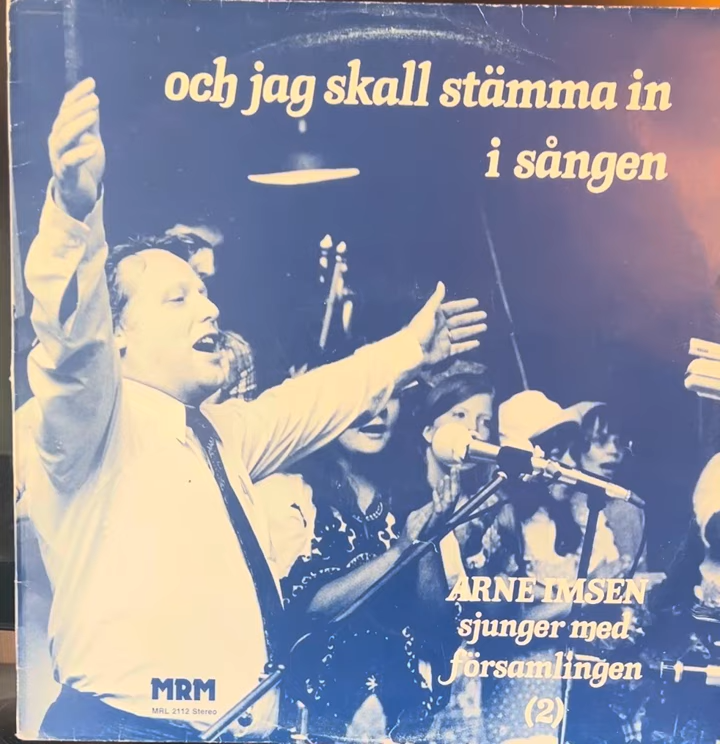 och jag skall stämma in
i sången
ARNE IMSEN
sjunger med
församlingen
(2)
MRM
MRL 2112 Stereo